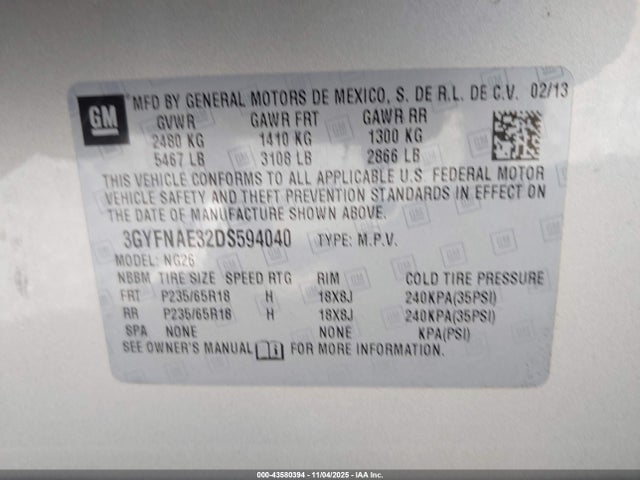 GM MFD BY GENERAL MOTORS DE MEXICO, S. DE R.L. DE C.V. 02/13
GVWR GAWR FRT GAWR RR
2480 KG 1410 KG 1300 KG
5467 LB 3108 LB 2866 LB
THIS VEHICLE CONFORMS TO ALL APPLICABLE U.S. FEDERAL MOTOR
VEHICLE SAFETY AND THEFT PREVENTION STANDARDS IN EFFECT ON
THE DATE OF MANUFACTURE SHOWN ABOVE.
3GYFNAE32DS594040 TYPE: M.P.V.
MODEL: NG26
NBBM TIRE SIZE SPEED RTG RIM COLD TIRE PRESSURE
FRT P235/65R18 H 18X8J 240KPA(35PSI)
RR P235/65R18 H 18X8J 240KPA(35PSI)
SPA NONE NONE KPA(PSI)
SEE OWNER'S MANUAL FOR MORE INFORMATION.
000-43580394 - 11/04/2025 - IAA Inc.